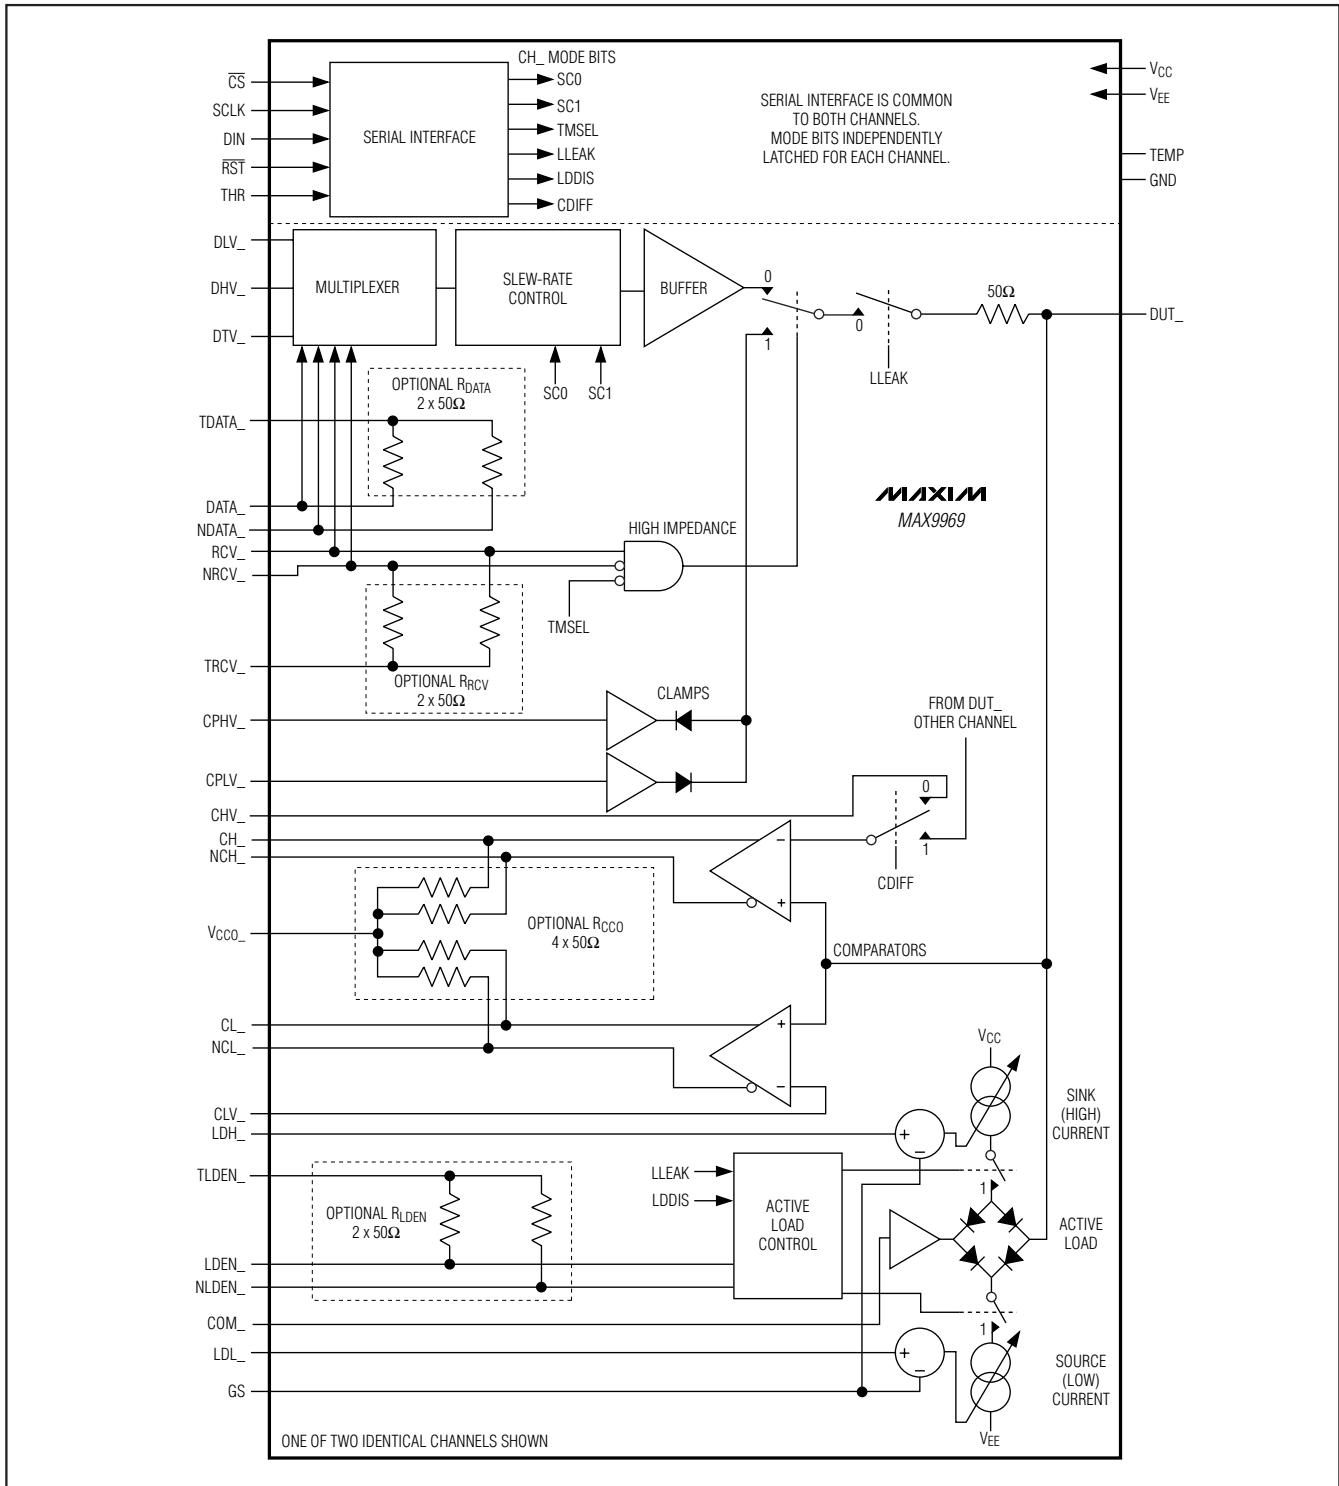 CH_ MODE BITS
CS
SCLK
DIN
RST
THR
SERIAL INTERFACE
SC0
SC1
TMSEL
LLEAK
LDDIS
CDIFF
SERIAL INTERFACE IS COMMON
TO BOTH CHANNELS.
MODE BITS INDEPENDENTLY
LATCHED FOR EACH CHANNEL.
VCC
VEE
TEMP
GND
DLV_
DHV_
DTV_
MULTIPLEXER
SLEW-RATE
CONTROL
BUFFER
0
1
0
LLEAK
50Ω
DUT_
SC0
SC1
OPTIONAL RDATA
2 x 50Ω
TDATA_
DATA_
NDATA_
RCV_
NRCV_
HIGH IMPEDANCE
TMSEL
MAXIM
MAX9969
TRCV_
OPTIONAL RRCV
2 x 50Ω
CPHV_
CLAMPS
CPLV_
FROM DUT_
OTHER CHANNEL
CHV_
CH_
NCH_
0
1
CDIFF
−
+
OPTIONAL RCCO
4 x 50Ω
VCCO_
COMPARATORS
CL_
NCL_
+
−
CLV_
LDH_
VCC
SINK
(HIGH)
CURRENT
+
−
TLDEN_
OPTIONAL RLDEN
2 x 50Ω
LLEAK
LDDIS
ACTIVE
LOAD
CONTROL
1
ACTIVE
LOAD
LDEN_
NLDEN_
COM_
LDL_
GS
+
−
1
SOURCE
(LOW)
CURRENT
VEE
ONE OF TWO IDENTICAL CHANNELS SHOWN